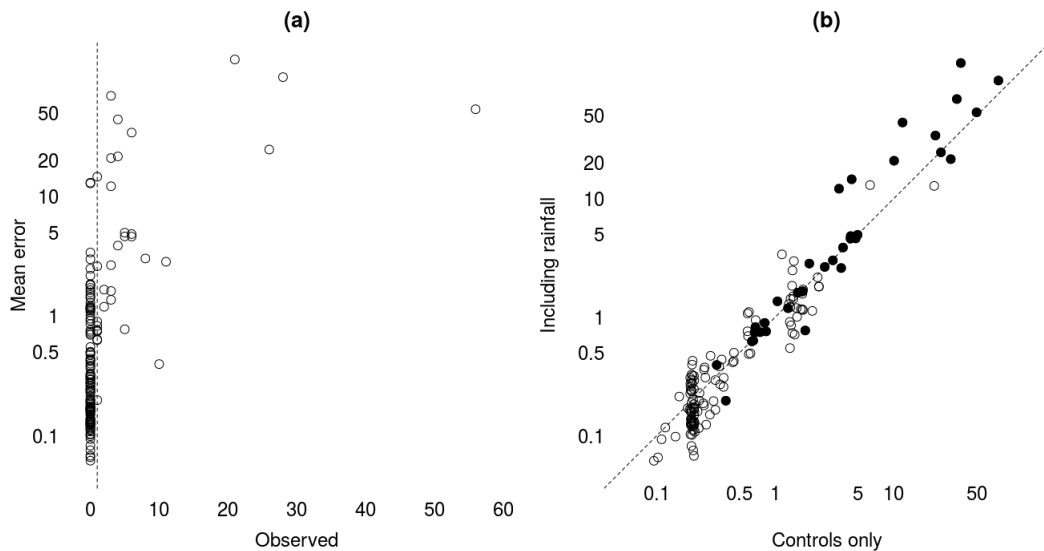 (a)
Mean error
50
20
10
5
1
0.5
0.1
0 10 20 30 40 50 60
Observed
(b)
Including rainfall
50
20
10
5
1
0.5
0.1
0.1 0.5 1 5 10 50
Controls only